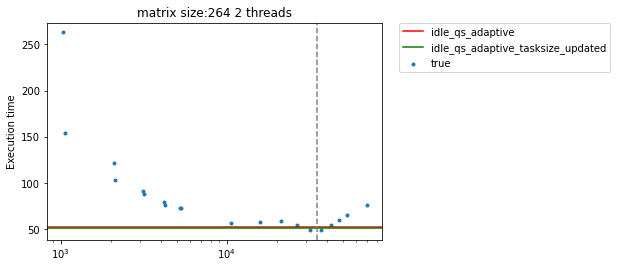 matrix size:264 2 threads
Execution time
250
200
150
100
50
10³
10⁴
idle_qs_adaptive
idle_qs_adaptive_tasksize_updated
true